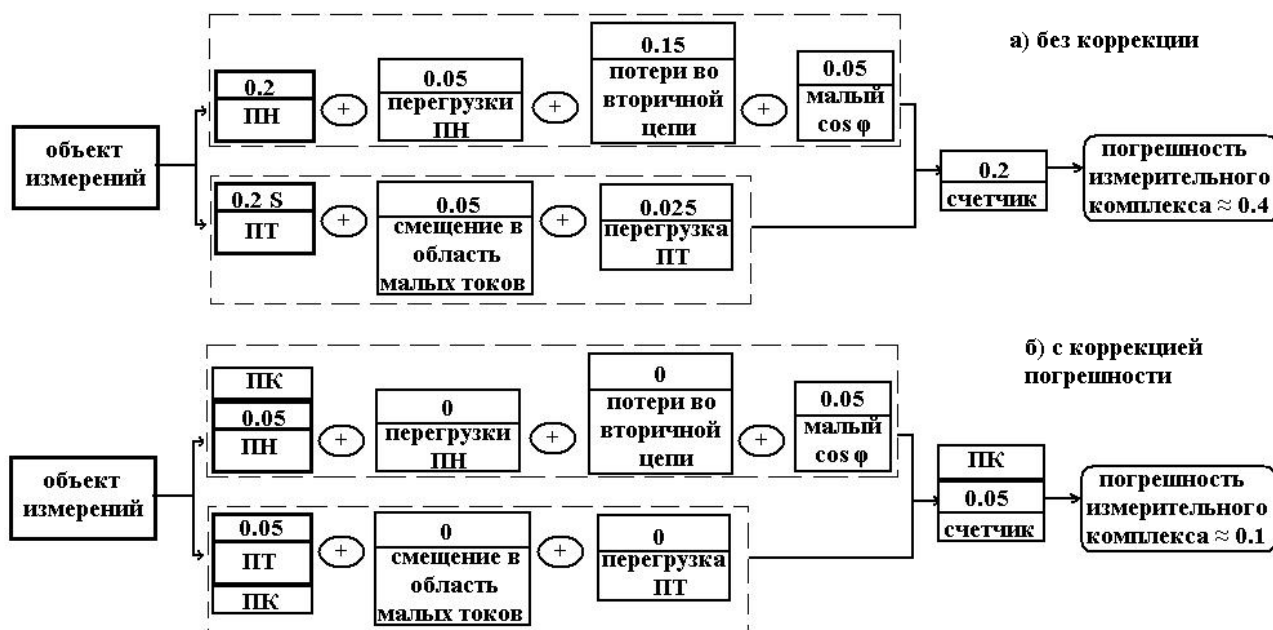 а) без коррекции
объект
измерений
0.2
ПН
+
0.05
перегрузки
ПН
+
0.15
потери во
вторичной
цепи
+
0.05
малый
cos φ
0.2 S
ПТ
+
0.05
смещение в
область
малых токов
+
0.025
перегрузка
ПТ
0.2
счетчик
погрешность
измерительного
комплекса ≈ 0.4
б) с коррекцией
погрешности
объект
измерений
ПК
0.05
ПН
+
0
перегрузки
ПН
+
0
потери во
вторичной
цепи
+
0.05
малый
cos φ
0.05
ПТ
ПК
+
0
смещение в
область
малых токов
+
0
перегрузка
ПТ
ПК
0.05
счетчик
погрешность
измерительного
комплекса ≈ 0.1